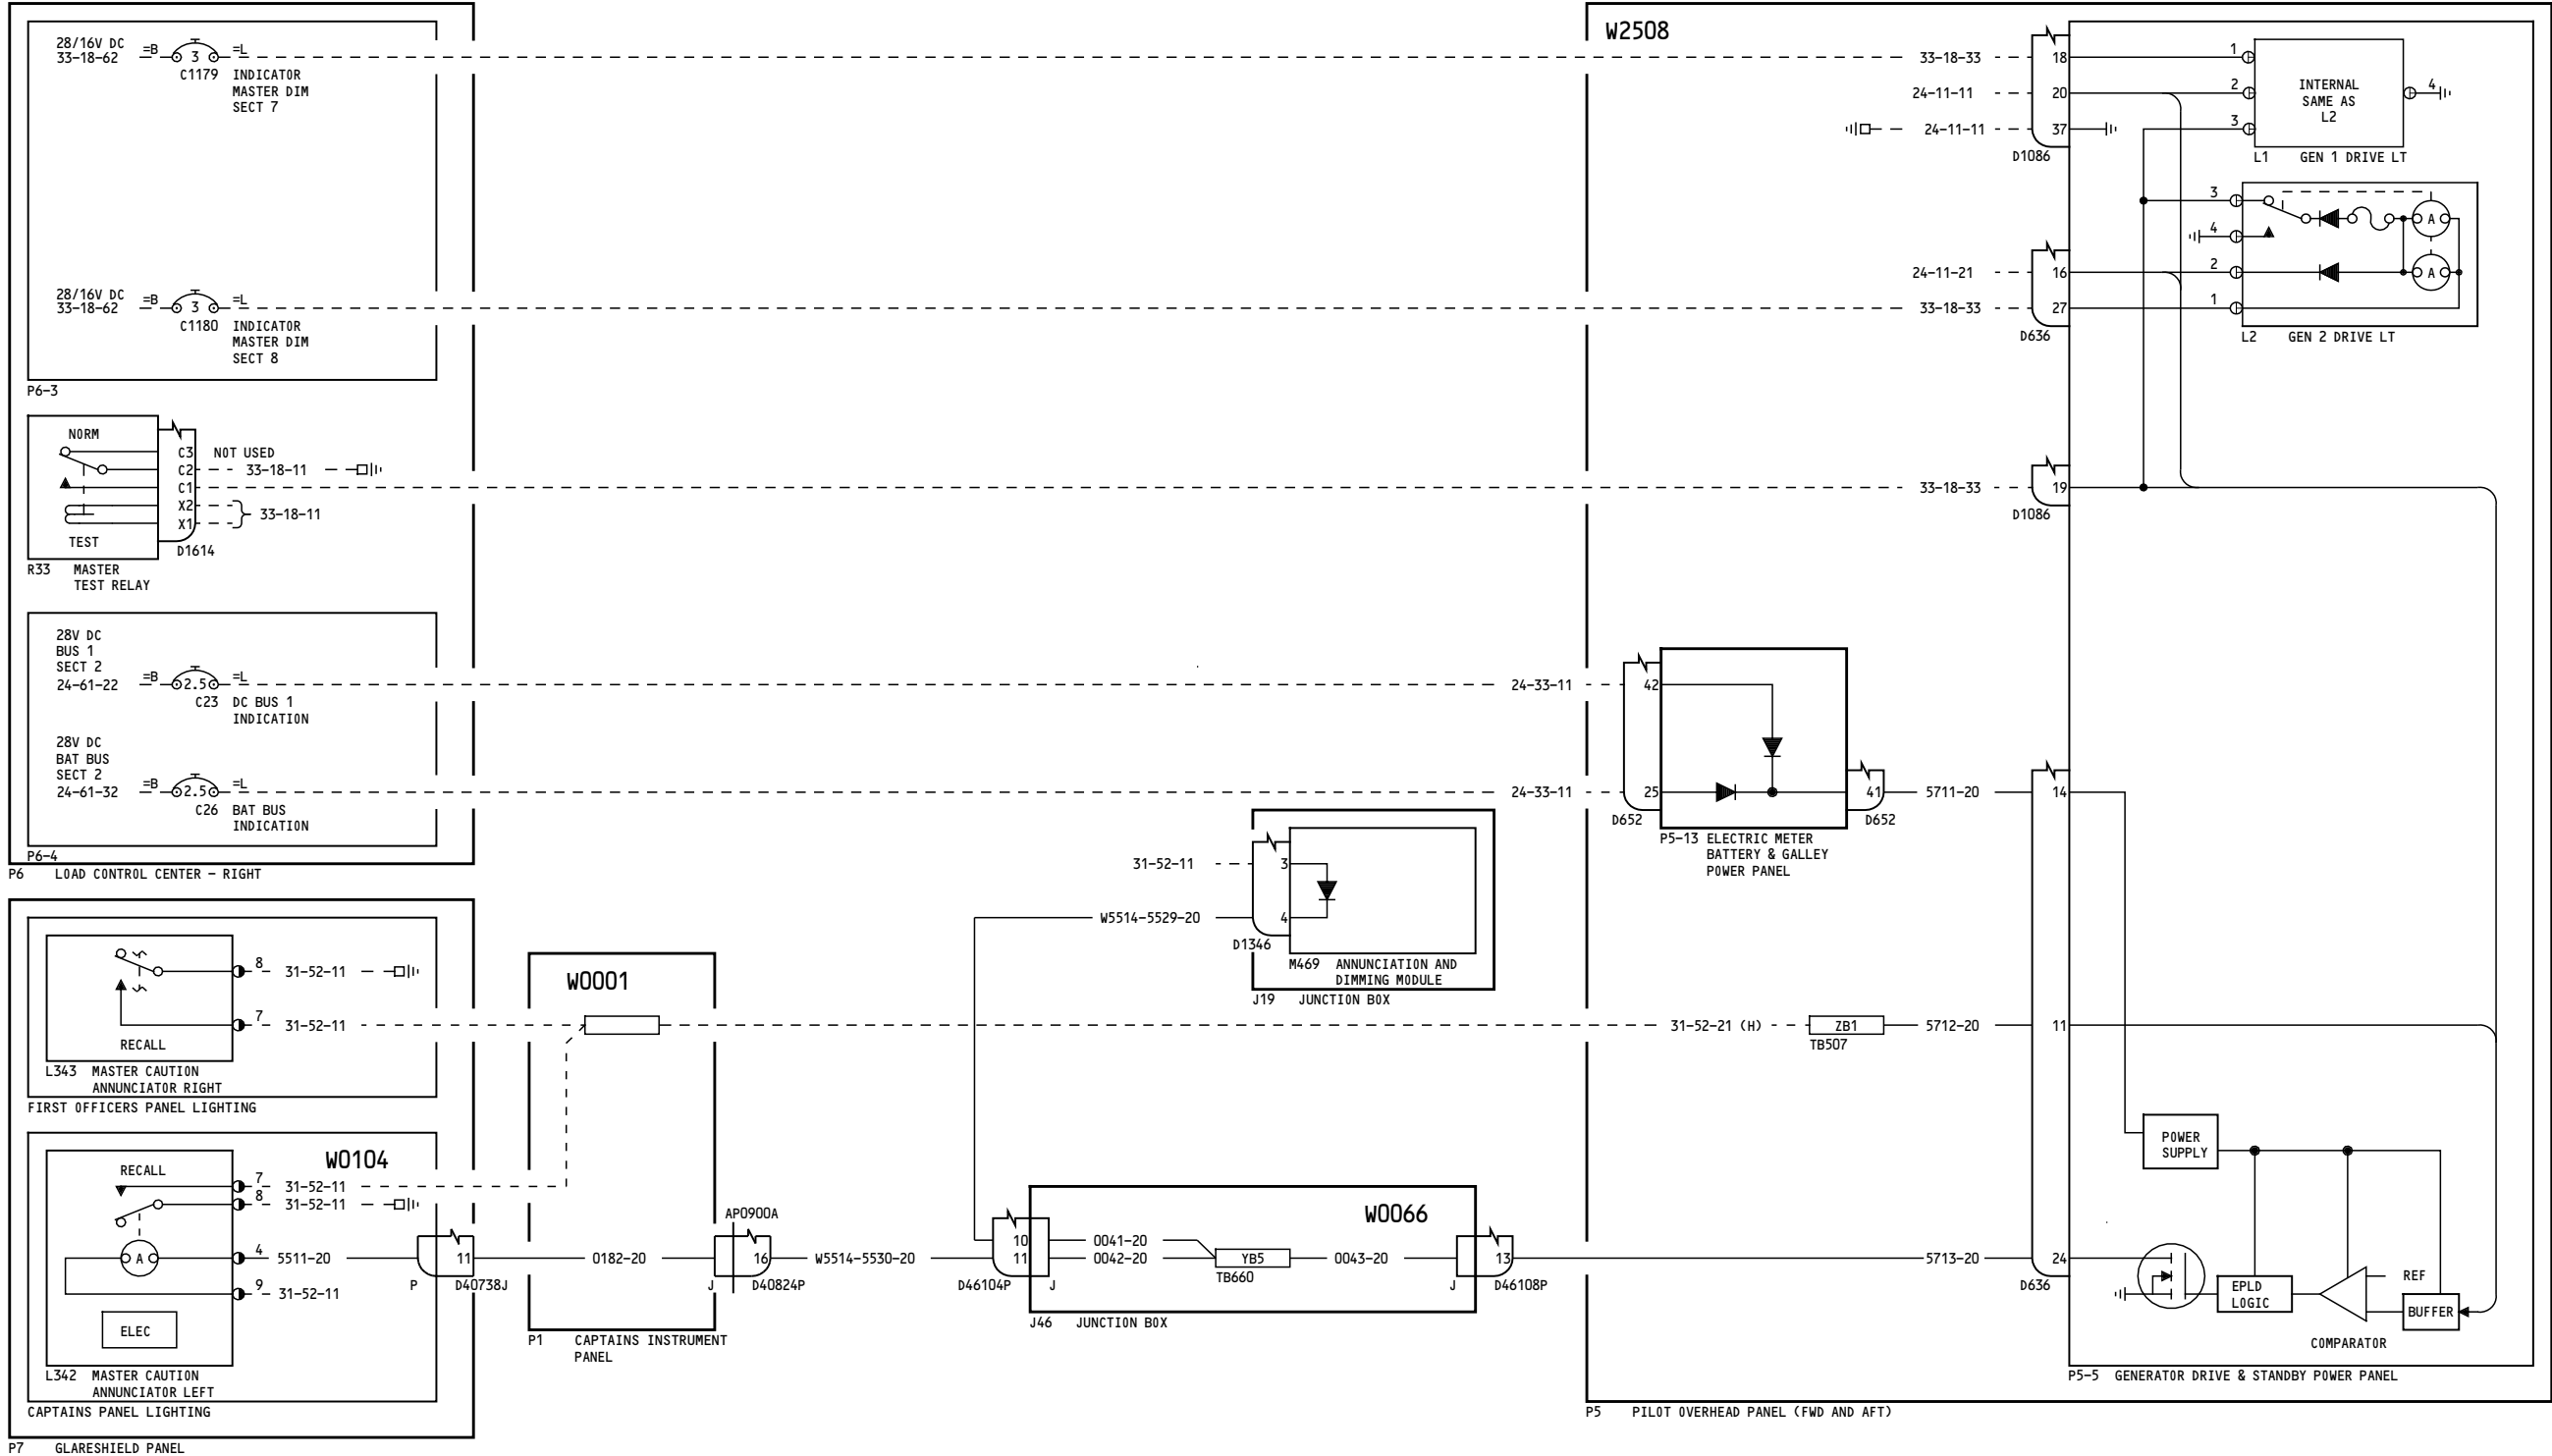 28/16V DC
33-18-62
=B
3
=L
C1179
INDICATOR
MASTER DIM
SECT 7
28/16V DC
33-18-62
=B
3
=L
C1180
INDICATOR
MASTER DIM
SECT 8
P6-3
NORM
C3
NOT USED
C2
33-18-11
C1
X2
X1
33-18-11
TEST
D1614
R33
MASTER
TEST RELAY
28V DC
BUS 1
SECT 2
24-61-22
=B
2.5
=L
C23
DC BUS 1
INDICATION
28V DC
BAT BUS
SECT 2
24-61-32
=B
2.5
=L
C26
BAT BUS
INDICATION
P6-4
P6
LOAD CONTROL CENTER - RIGHT
8
31-52-11
7
31-52-11
RECALL
L343
MASTER CAUTION
ANNUNCIATOR RIGHT
FIRST OFFICERS PANEL LIGHTING
W0104
RECALL
7
31-52-11
8
31-52-11
A
4
5511-20
9
31-52-11
ELEC
L342
MASTER CAUTION
ANNUNCIATOR LEFT
CAPTAINS PANEL LIGHTING
P7
GLARESHIELD PANEL
11
P
D40738J
W0001
0182-20
P1
CAPTAINS INSTRUMENT
PANEL
AP0900A
16
J
D40824P
W5514-5530-20
31-52-11
3
W5514-5529-20
4
D1346
M469
ANNUNCIATION AND
DIMMING MODULE
J19
JUNCTION BOX
W0066
10
11
D46104P
J
0041-20
0042-20
YB5
TB660
0043-20
13
J
D46108P
J46
JUNCTION BOX
W2508
33-18-33
18
24-11-11
20
24-11-11
37
D1086
1
2
3
INTERNAL
SAME AS
L2
4
L1
GEN 1 DRIVE LT
3
4
2
1
A
A
L2
GEN 2 DRIVE LT
24-11-21
16
33-18-33
27
D636
33-18-33
19
D1086
24-33-11
42
24-33-11
25
D652
41
D652
5711-20
14
P5-13
ELECTRIC METER
BATTERY & GALLEY
POWER PANEL
31-52-21 (H)
ZB1
TB507
5712-20
11
POWER
SUPPLY
5713-20
24
D636
EPLD
LOGIC
REF
BUFFER
COMPARATOR
P5-5
GENERATOR DRIVE & STANDBY POWER PANEL
P5
PILOT OVERHEAD PANEL (FWD AND AFT)